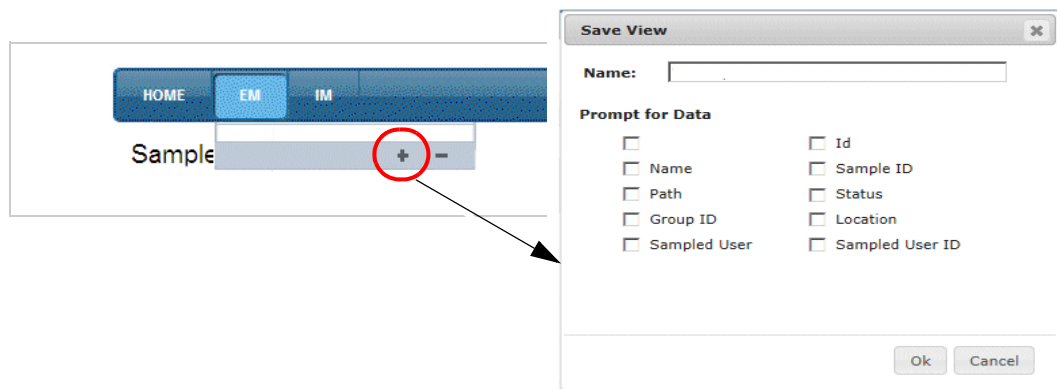 HOME EM IM
Sample
+ −
Save View
Name:
Prompt for Data
Id
Name Sample ID
Path Status
Group ID Location
Sampled User Sampled User ID
Ok Cancel